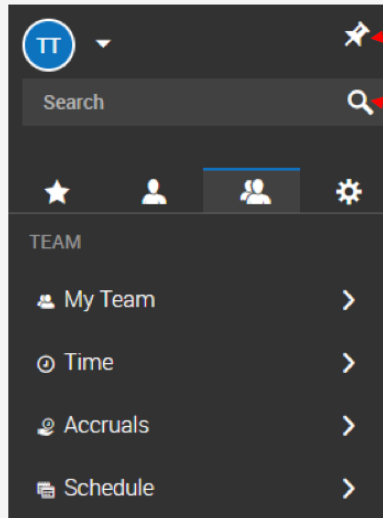 TT
Search
TEAM
My Team
Time
Accruals
Schedule